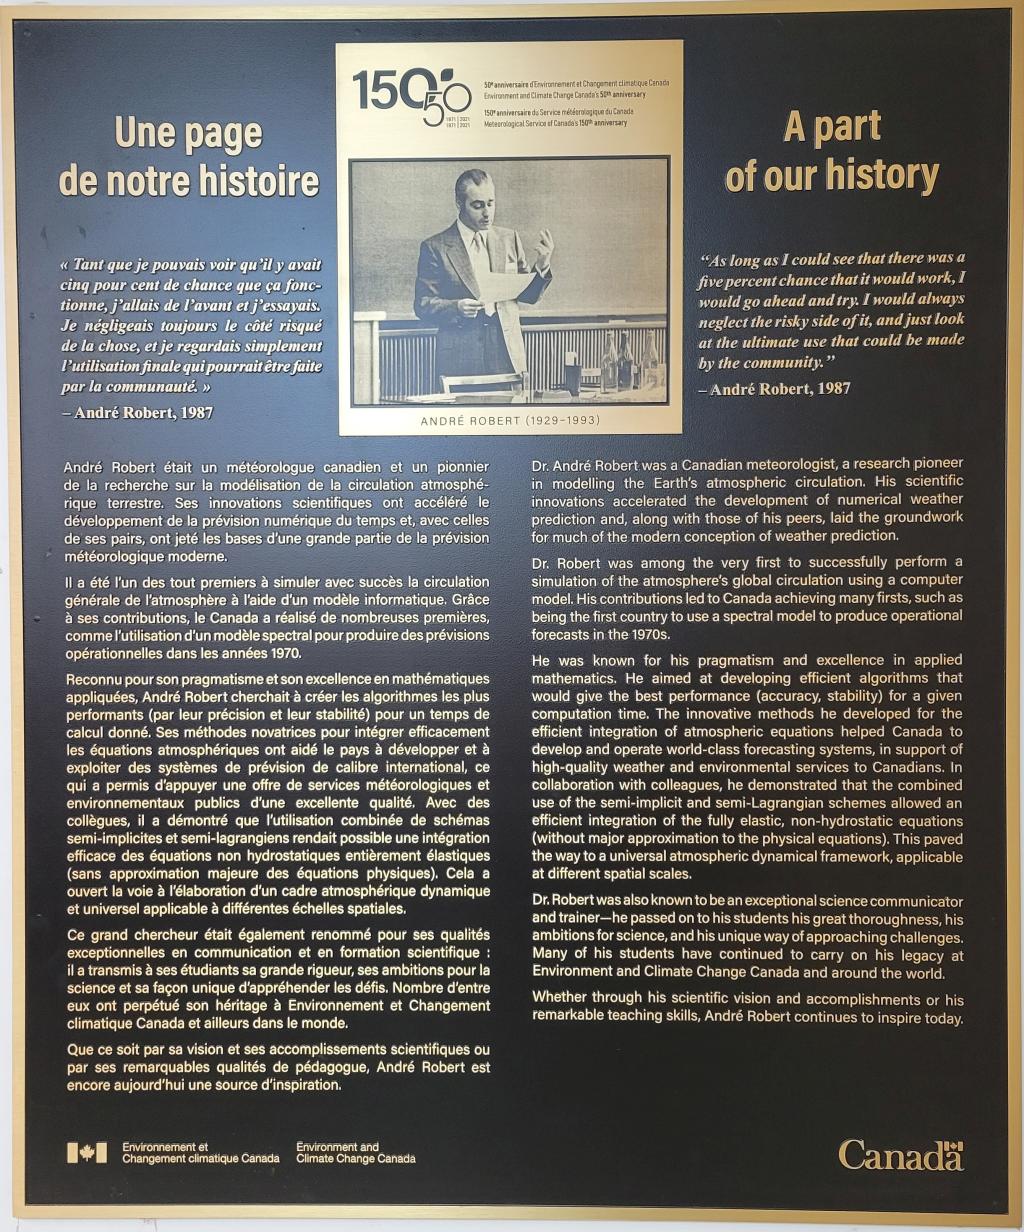 Une page
de notre histoire
« Tant que je pouvais voir qu'il y avait
cinq pour cent de chance que ça fonc-
tionne, j'allais de l'avant et j'essayais.
Je négligeais toujours le côté risqué
de la chose, et je regardais simplement
l'utilisation finale qui pourrait être faite
par la communauté. »
– André Robert, 1987
150
50
1871 | 2021
1971 | 2021
50e anniversaire d'Environnement et Changement climatique Canada
Environment and Climate Change Canada's 50th anniversary
150e anniversaire du Service météorologique du Canada
Meteorological Service of Canada's 150th anniversary
ANDRÉ ROBERT (1929–1993)
A part
of our history
“As long as I could see that there was a
five percent chance that it would work, I
would go ahead and try. I would always
neglect the risky side of it, and just look
at the ultimate use that could be made
by the community.”
– André Robert, 1987
André Robert était un météorologue canadien et un pionnier
de la recherche sur la modélisation de la circulation atmosphé-
rique terrestre. Ses innovations scientifiques ont accéléré le
développement de la prévision numérique du temps et, avec celles
de ses pairs, ont jeté les bases d'une grande partie de la prévision
météorologique moderne.
Il a été l'un des tout premiers à simuler avec succès la circulation
générale de l'atmosphère à l'aide d'un modèle informatique. Grâce
à ses contributions, le Canada a réalisé de nombreuses premières,
comme l'utilisation d'un modèle spectral pour produire des prévisions
opérationnelles dans les années 1970.
Reconnu pour son pragmatisme et son excellence en mathématiques
appliquées, André Robert cherchait à créer les algorithmes les plus
performants (par leur précision et leur stabilité) pour un temps de
calcul donné. Ses méthodes novatrices pour intégrer efficacement
les équations atmosphériques ont aidé le pays à développer et à
exploiter des systèmes de prévision de calibre international, ce
qui a permis d'appuyer une offre de services météorologiques et
environnementaux publics d'une excellente qualité. Avec des
collègues, il a démontré que l'utilisation combinée de schémas
semi-implicites et semi-lagrangiens rendait possible une intégration
efficace des équations non hydrostatiques entièrement élastiques
(sans approximation majeure des équations physiques). Cela a
ouvert la voie à l'élaboration d'un cadre atmosphérique dynamique
et universel applicable à différentes échelles spatiales.
Ce grand chercheur était également renommé pour ses qualités
exceptionnelles en communication et en formation scientifique :
il a transmis à ses étudiants sa grande rigueur, ses ambitions pour la
science et sa façon unique d'appréhender les défis. Nombre d'entre
eux ont perpétué son héritage à Environnement et Changement
climatique Canada et ailleurs dans le monde.
Que ce soit par sa vision et ses accomplissements scientifiques ou
par ses remarquables qualités de pédagogue, André Robert est
encore aujourd'hui une source d'inspiration.
Dr. André Robert was a Canadian meteorologist, a research pioneer
in modelling the Earth's atmospheric circulation. His scientific
innovations accelerated the development of numerical weather
prediction and, along with those of his peers, laid the groundwork
for much of the modern conception of weather prediction.
Dr. Robert was among the very first to successfully perform a
simulation of the atmosphere's global circulation using a computer
model. His contributions led to Canada achieving many firsts, such as
being the first country to use a spectral model to produce operational
forecasts in the 1970s.
He was known for his pragmatism and excellence in applied
mathematics. He aimed at developing efficient algorithms that
would give the best performance (accuracy, stability) for a given
computation time. The innovative methods he developed for the
efficient integration of atmospheric equations helped Canada to
develop and operate world-class forecasting systems, in support of
high-quality weather and environmental services to Canadians. In
collaboration with colleagues, he demonstrated that the combined
use of the semi-implicit and semi-Lagrangian schemes allowed an
efficient integration of the fully elastic, non-hydrostatic equations
(without major approximation to the physical equations). This paved
the way to a universal atmospheric dynamical framework, applicable
at different spatial scales.
Dr. Robert was also known to be an exceptional science communicator
and trainer—he passed on to his students his great thoroughness, his
ambitions for science, and his unique way of approaching challenges.
Many of his students have continued to carry on his legacy at
Environment and Climate Change Canada and around the world.
Whether through his scientific vision and accomplishments or his
remarkable teaching skills, André Robert continues to inspire today.
Environnement et
Changement climatique Canada
Environment and
Climate Change Canada
Canada